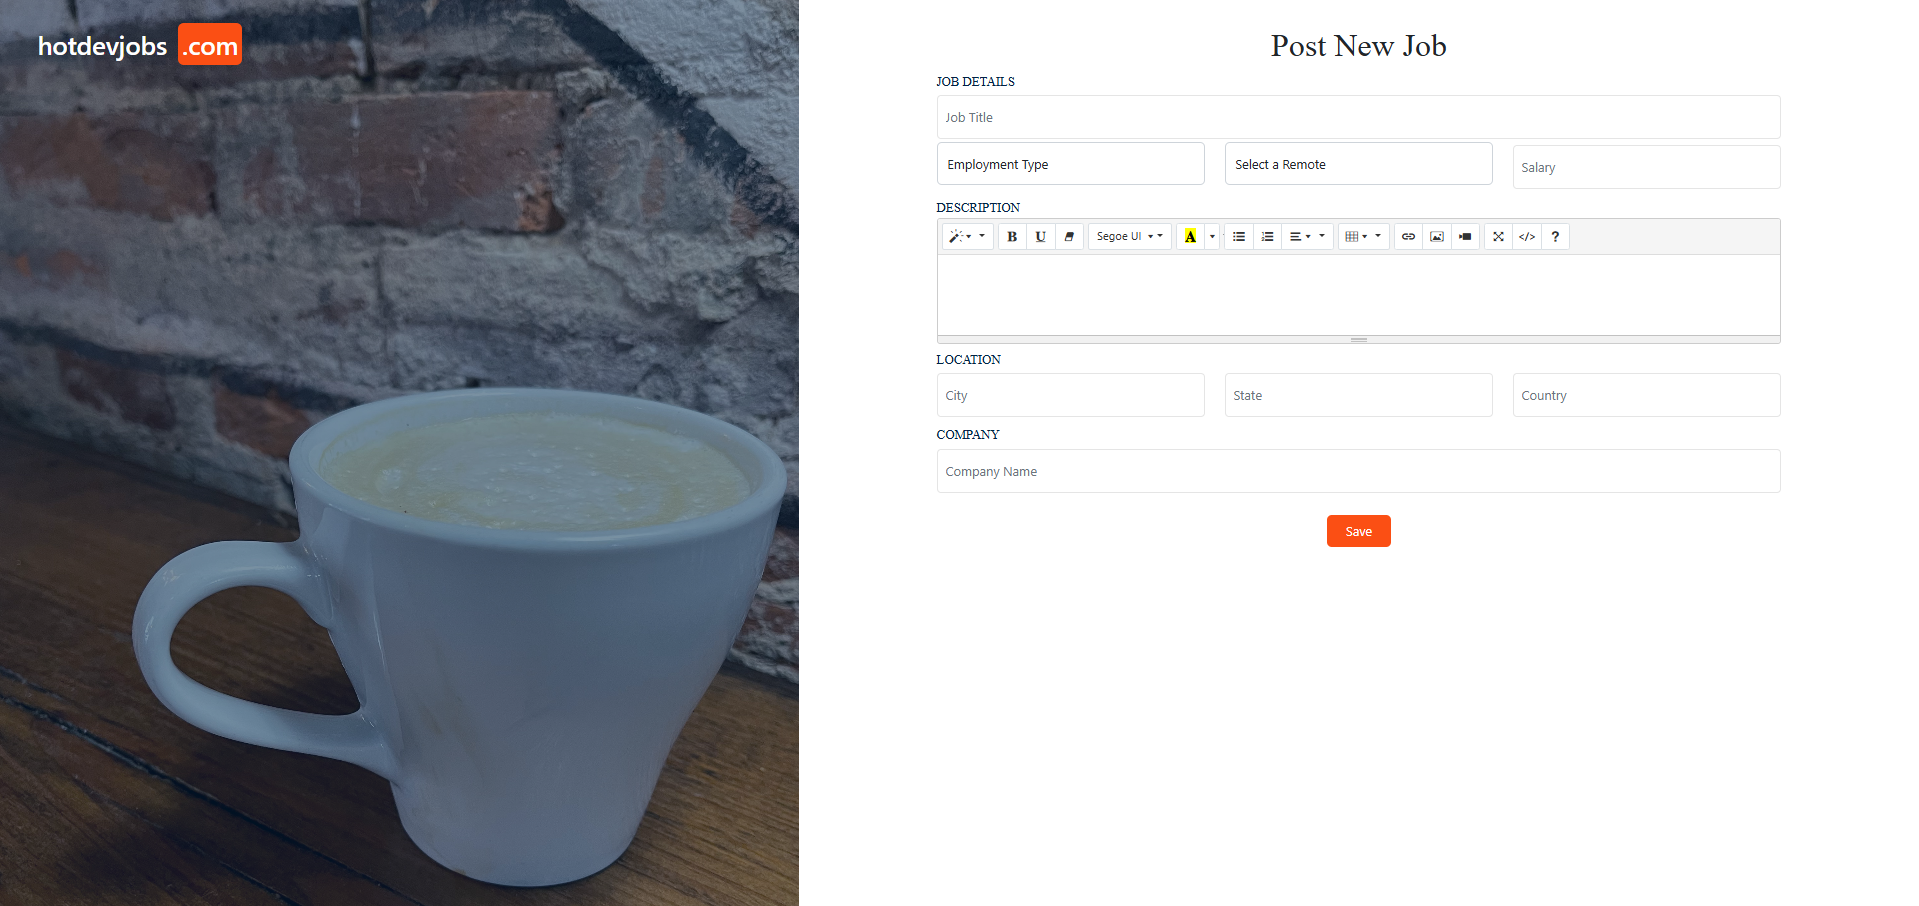 hotdevjobs .com
Post New Job
JOB DETAILS
Job Title
Employment Type
Select a Remote
Salary
DESCRIPTION
B U Segoe UI A </> ?
LOCATION
City
State
Country
COMPANY
Company Name
Save